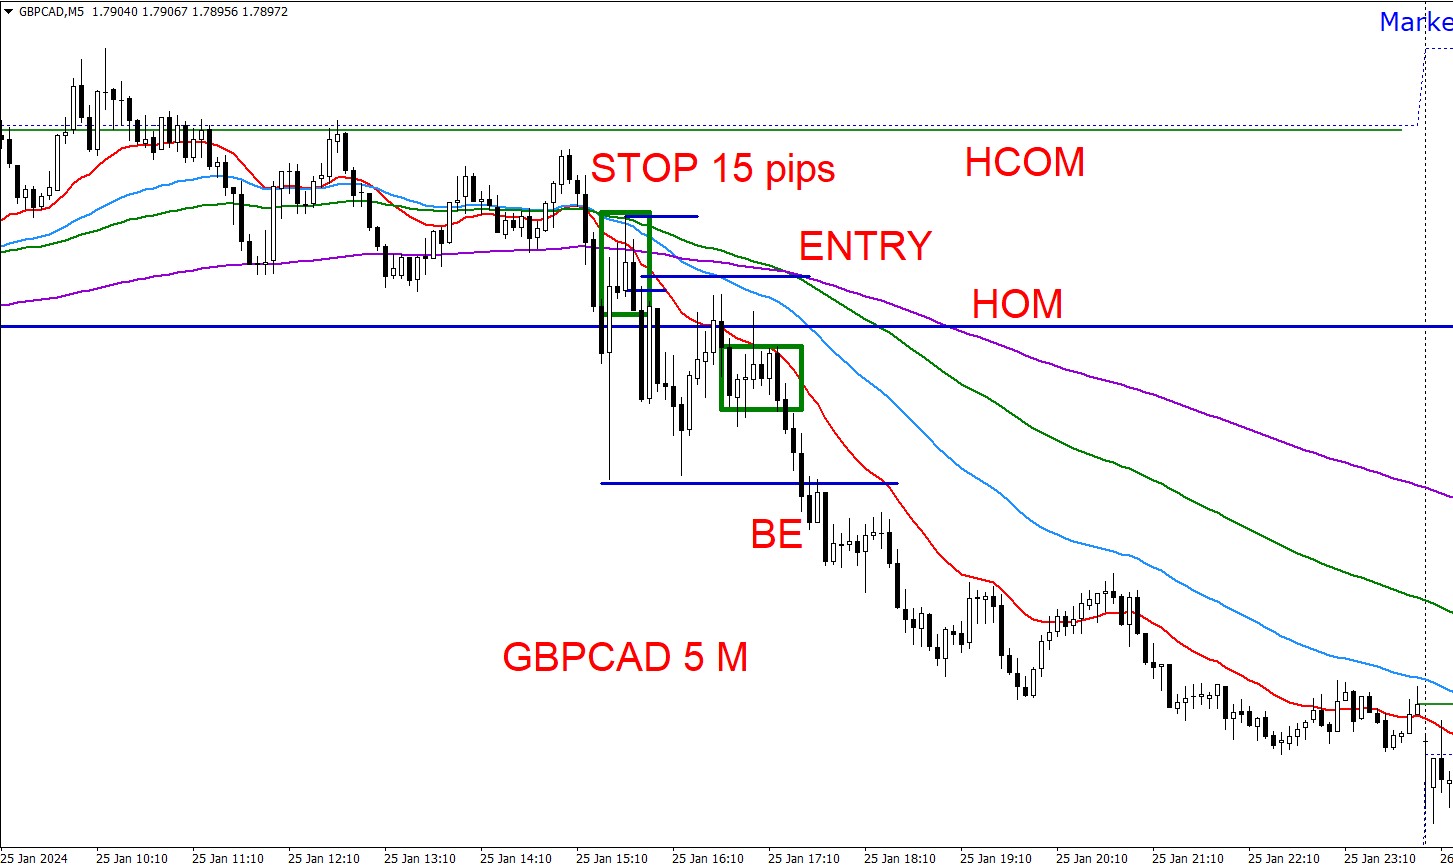 GBPCAD,M5 1.79040 1.79067 1.78956 1.78972
Marke
STOP 15 pips
HCOM
ENTRY
HOM
BE
GBPCAD 5 M
25 Jan 2024 25 Jan 10:10 25 Jan 11:10 25 Jan 12:10 25 Jan 13:10 25 Jan 14:10 25 Jan 15:10 25 Jan 16:10 25 Jan 17:10 25 Jan 18:10 25 Jan 19:10 25 Jan 20:10 25 Jan 21:10 25 Jan 22:10 25 Jan 23:10 26